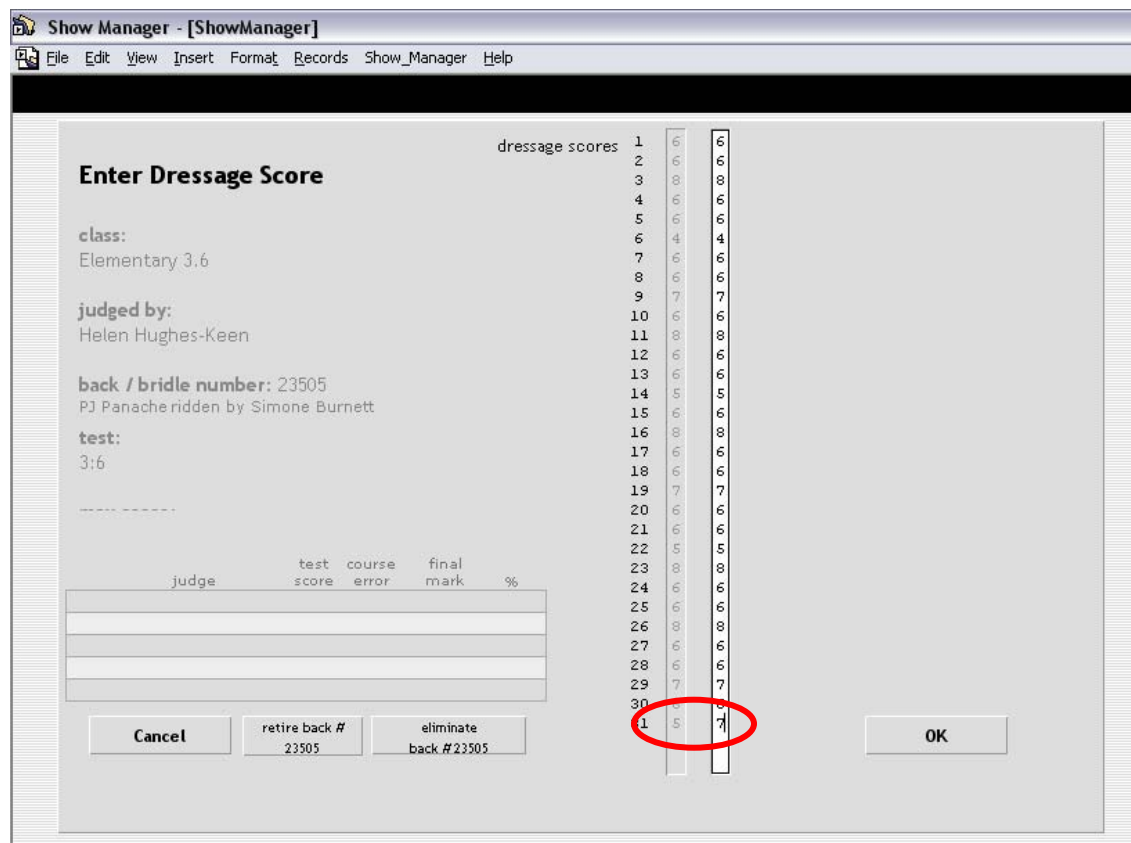 Show Manager - [ShowManager]
File Edit View Insert Format Records Show_Manager Help
Enter Dressage Score
class:
Elementary 3.6
judged by:
Helen Hughes-Keen
back / bridle number: 23505
PJ Panache ridden by Simone Burnett
test:
3:6
judge test score course error final mark %
Cancel
retire back #
23505
eliminate
back #23505
dressage scores
1 6 6
2 6 6
3 8 8
4 6 6
5 6 6
6 4 4
7 6 6
8 6 6
9 7 7
10 6 6
11 8 8
12 6 6
13 6 6
14 5 5
15 6 6
16 8 8
17 6 6
18 6 6
19 7 7
20 6 6
21 6 6
22 5 5
23 8 8
24 6 6
25 6 6
26 8 8
27 6 6
28 6 6
29 7 7
30
31 5 7
OK